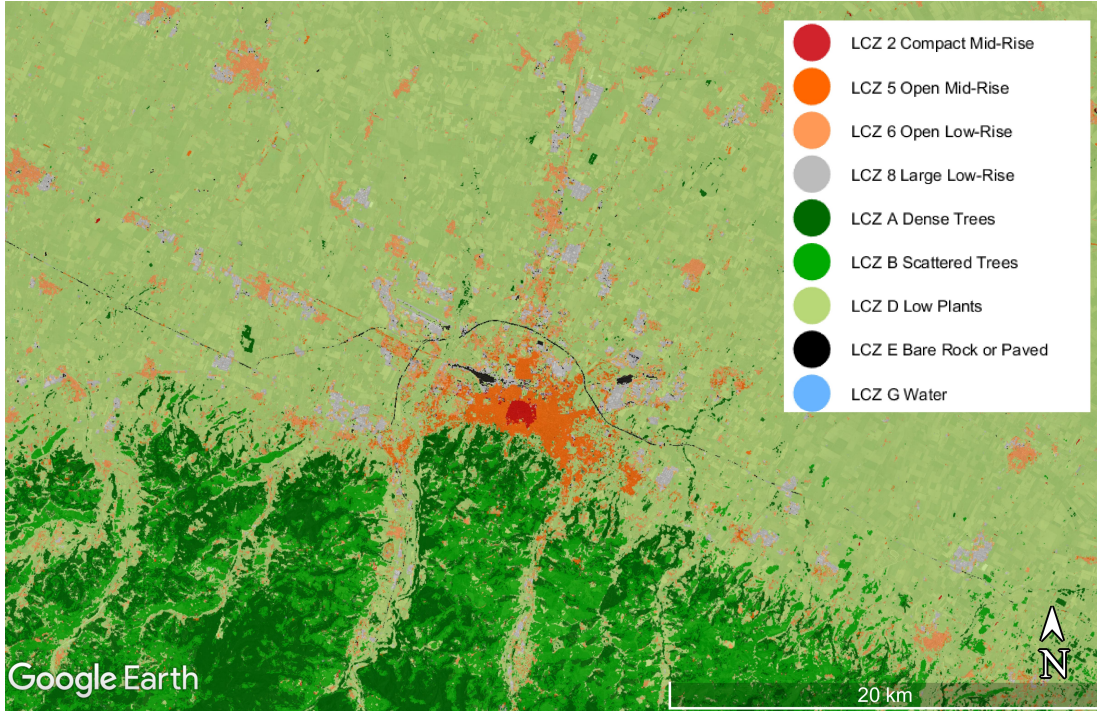 LCZ 2 Compact Mid-Rise
LCZ 5 Open Mid-Rise
LCZ 6 Open Low-Rise
LCZ 8 Large Low-Rise
LCZ A Dense Trees
LCZ B Scattered Trees
LCZ D Low Plants
LCZ E Bare Rock or Paved
LCZ G Water
N
Google Earth
20 km